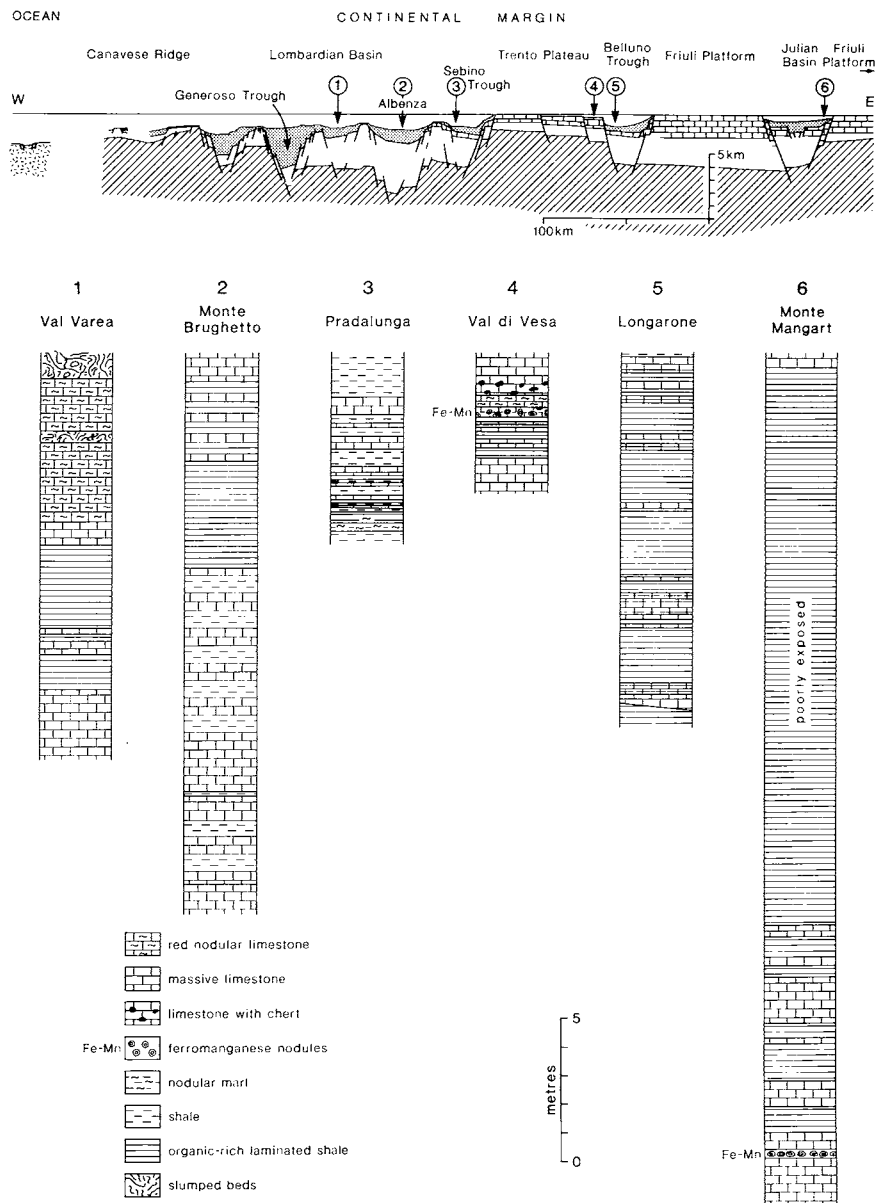 OCEAN
CONTINENTAL MARGIN
Canavese Ridge
Lombardian Basin
Sebino Trough
Trento Plateau
Belluno Trough
Friuli Platform
Julian Basin
Friuli Platform
Generoso Trough
1
2
Albenza
3
4
5
6
W
E
5km
100km
1
Val Varea
2
Monte Brughetto
3
Pradalunga
4
Val di Vesa
5
Longarone
6
Monte Mangart
Fe-Mn
poorly exposed
red nodular limestone
massive limestone
limestone with chert
Fe-Mn ferromanganese nodules
nodular marl
shale
organic-rich laminated shale
slumped beds
5
metres
0
Fe-Mn